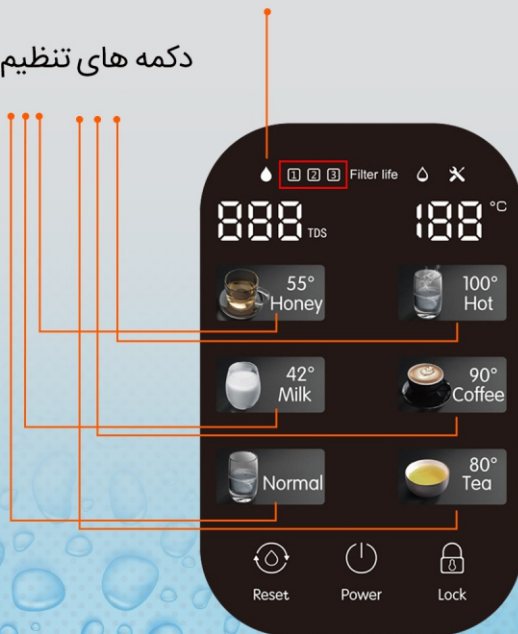 دکمه های تنظیم
1 2 3 Filter life
888 TDS
188 °C
55°
Honey
100°
Hot
42°
Milk
90°
Coffee
Normal
80°
Tea
Reset
Power
Lock